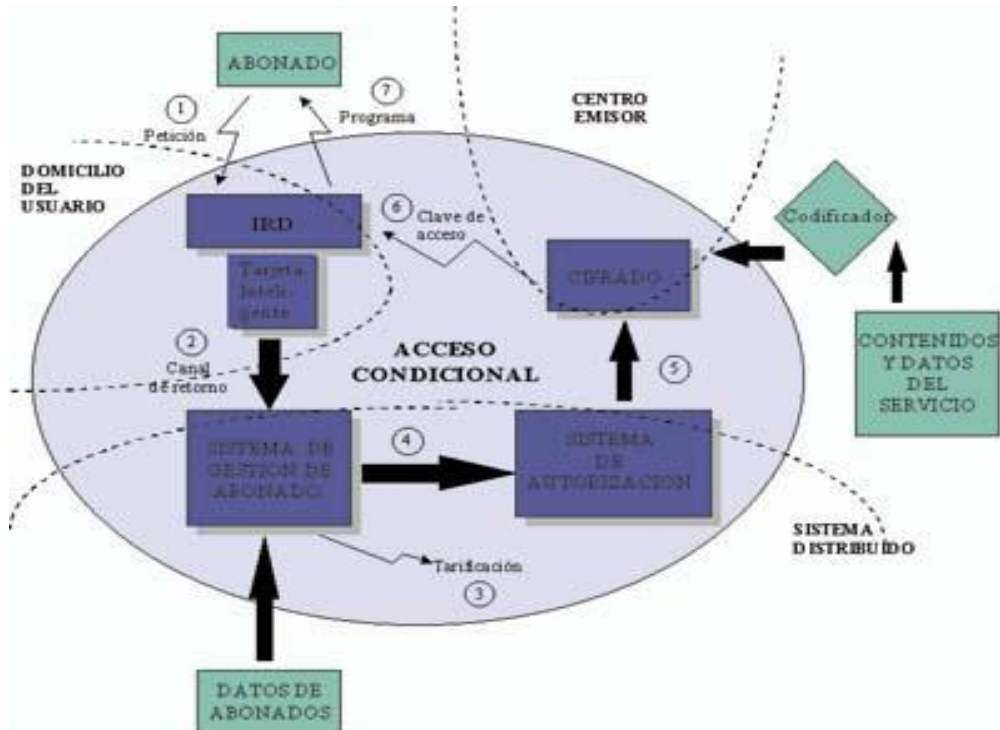 ABONADO
1
Petición
7
Programa
CENTRO
EMISOR
DOMICILIO
DEL
USUARIO
IRD
Tarjeta
Inteli-
gente
6
Clave de
acceso
Codificador
CIFRADO
2
Canal
de retorno
ACCESO
CONDICIONAL
5
CONTENIDOS
Y DATOS
DEL
SERVICIO
SISTEMA DE
GESTION DE
ABONADO
4
SISTEMA
DE
AUTORIZACION
SISTEMA
DISTRIBUÍDO
Tarificación
3
DATOS DE
ABONADOS